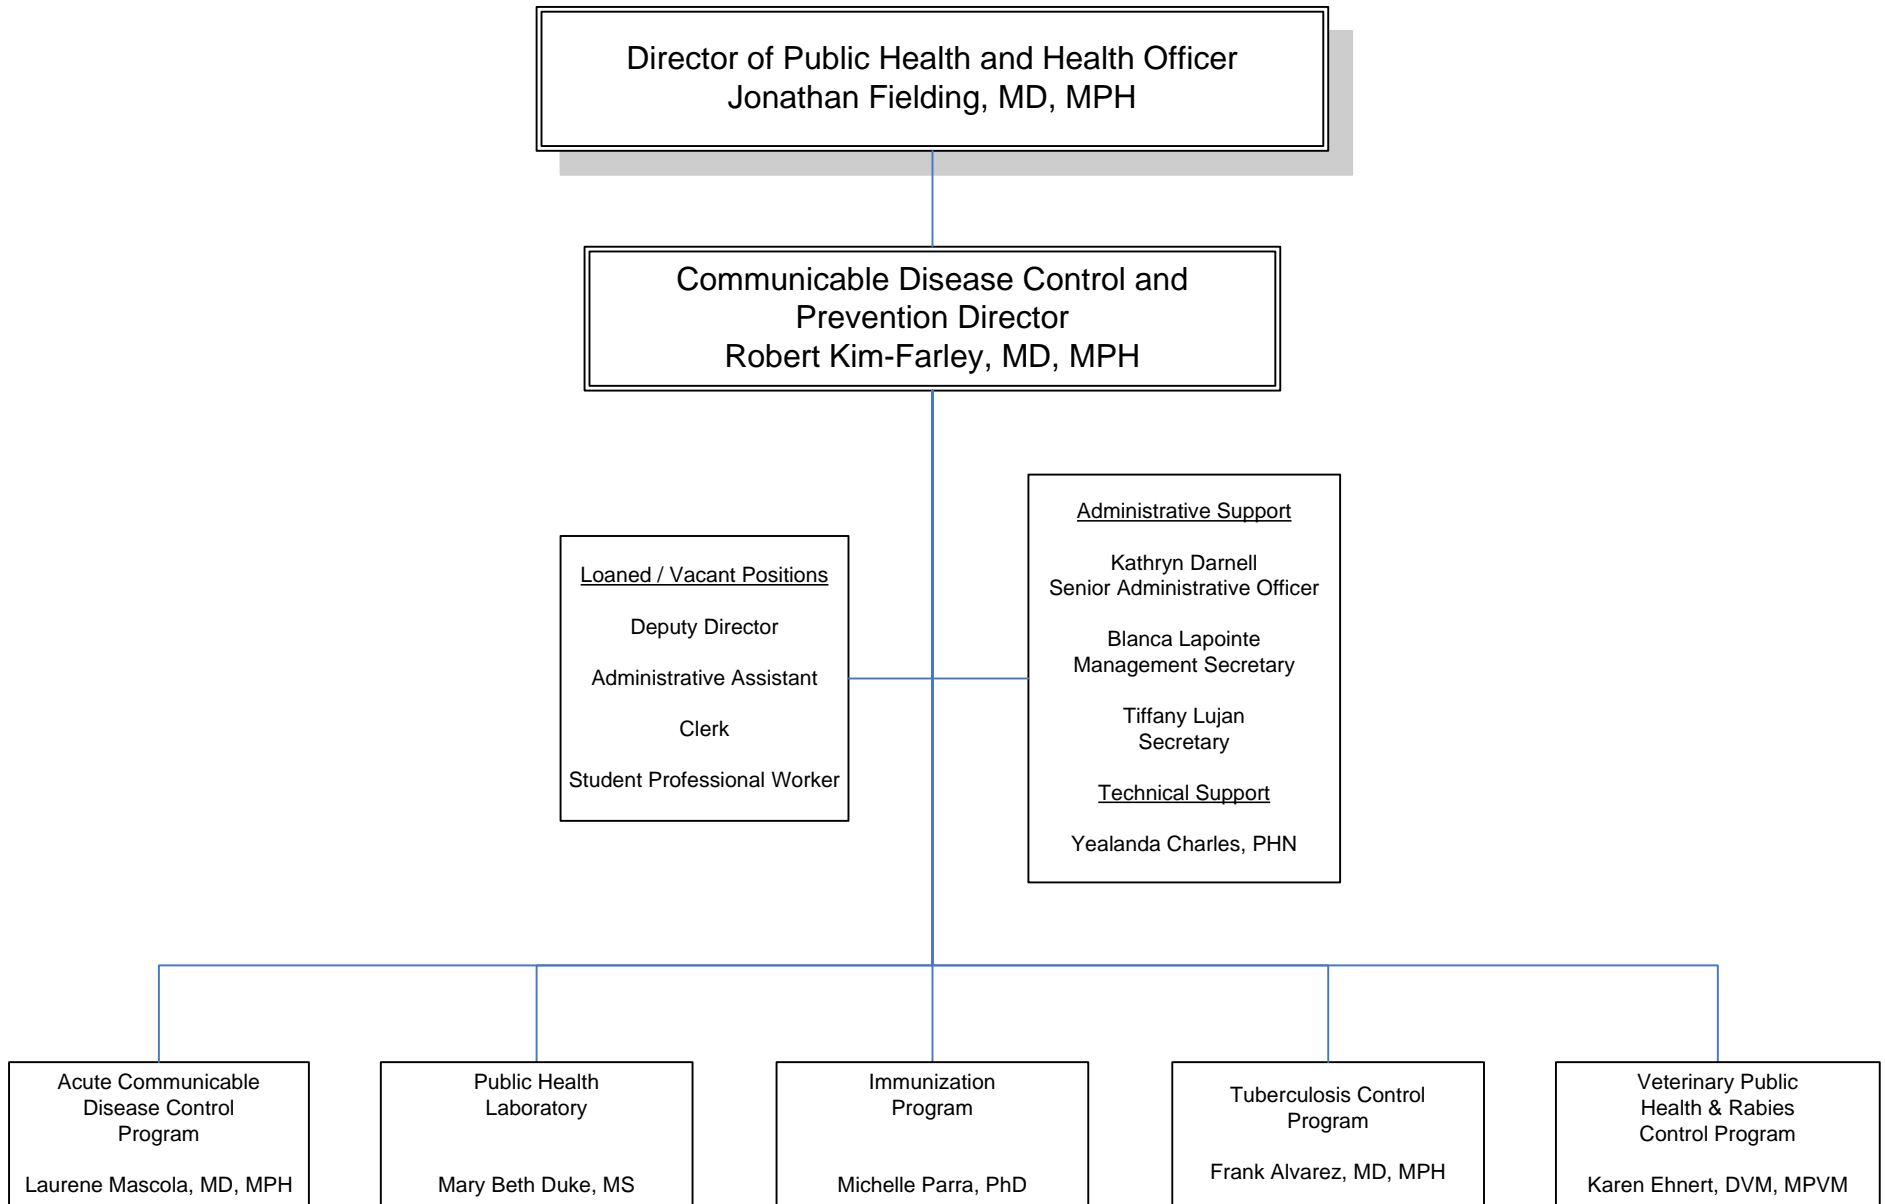 Director of Public Health and Health Officer
Jonathan Fielding, MD, MPH
Communicable Disease Control and
Prevention Director
Robert Kim-Farley, MD, MPH
Loaned / Vacant Positions
Deputy Director
Administrative Assistant
Clerk
Student Professional Worker
Administrative Support
Kathryn Darnell
Senior Administrative Officer
Blanca Lapointe
Management Secretary
Tiffany Lujan
Secretary
Technical Support
Yealanda Charles, PHN
Acute Communicable
Disease Control
Program
Laurene Mascola, MD, MPH
Public Health
Laboratory
Mary Beth Duke, MS
Immunization
Program
Michelle Parra, PhD
Tuberculosis Control
Program
Frank Alvarez, MD, MPH
Veterinary Public
Health & Rabies
Control Program
Karen Ehnert, DVM, MPVM